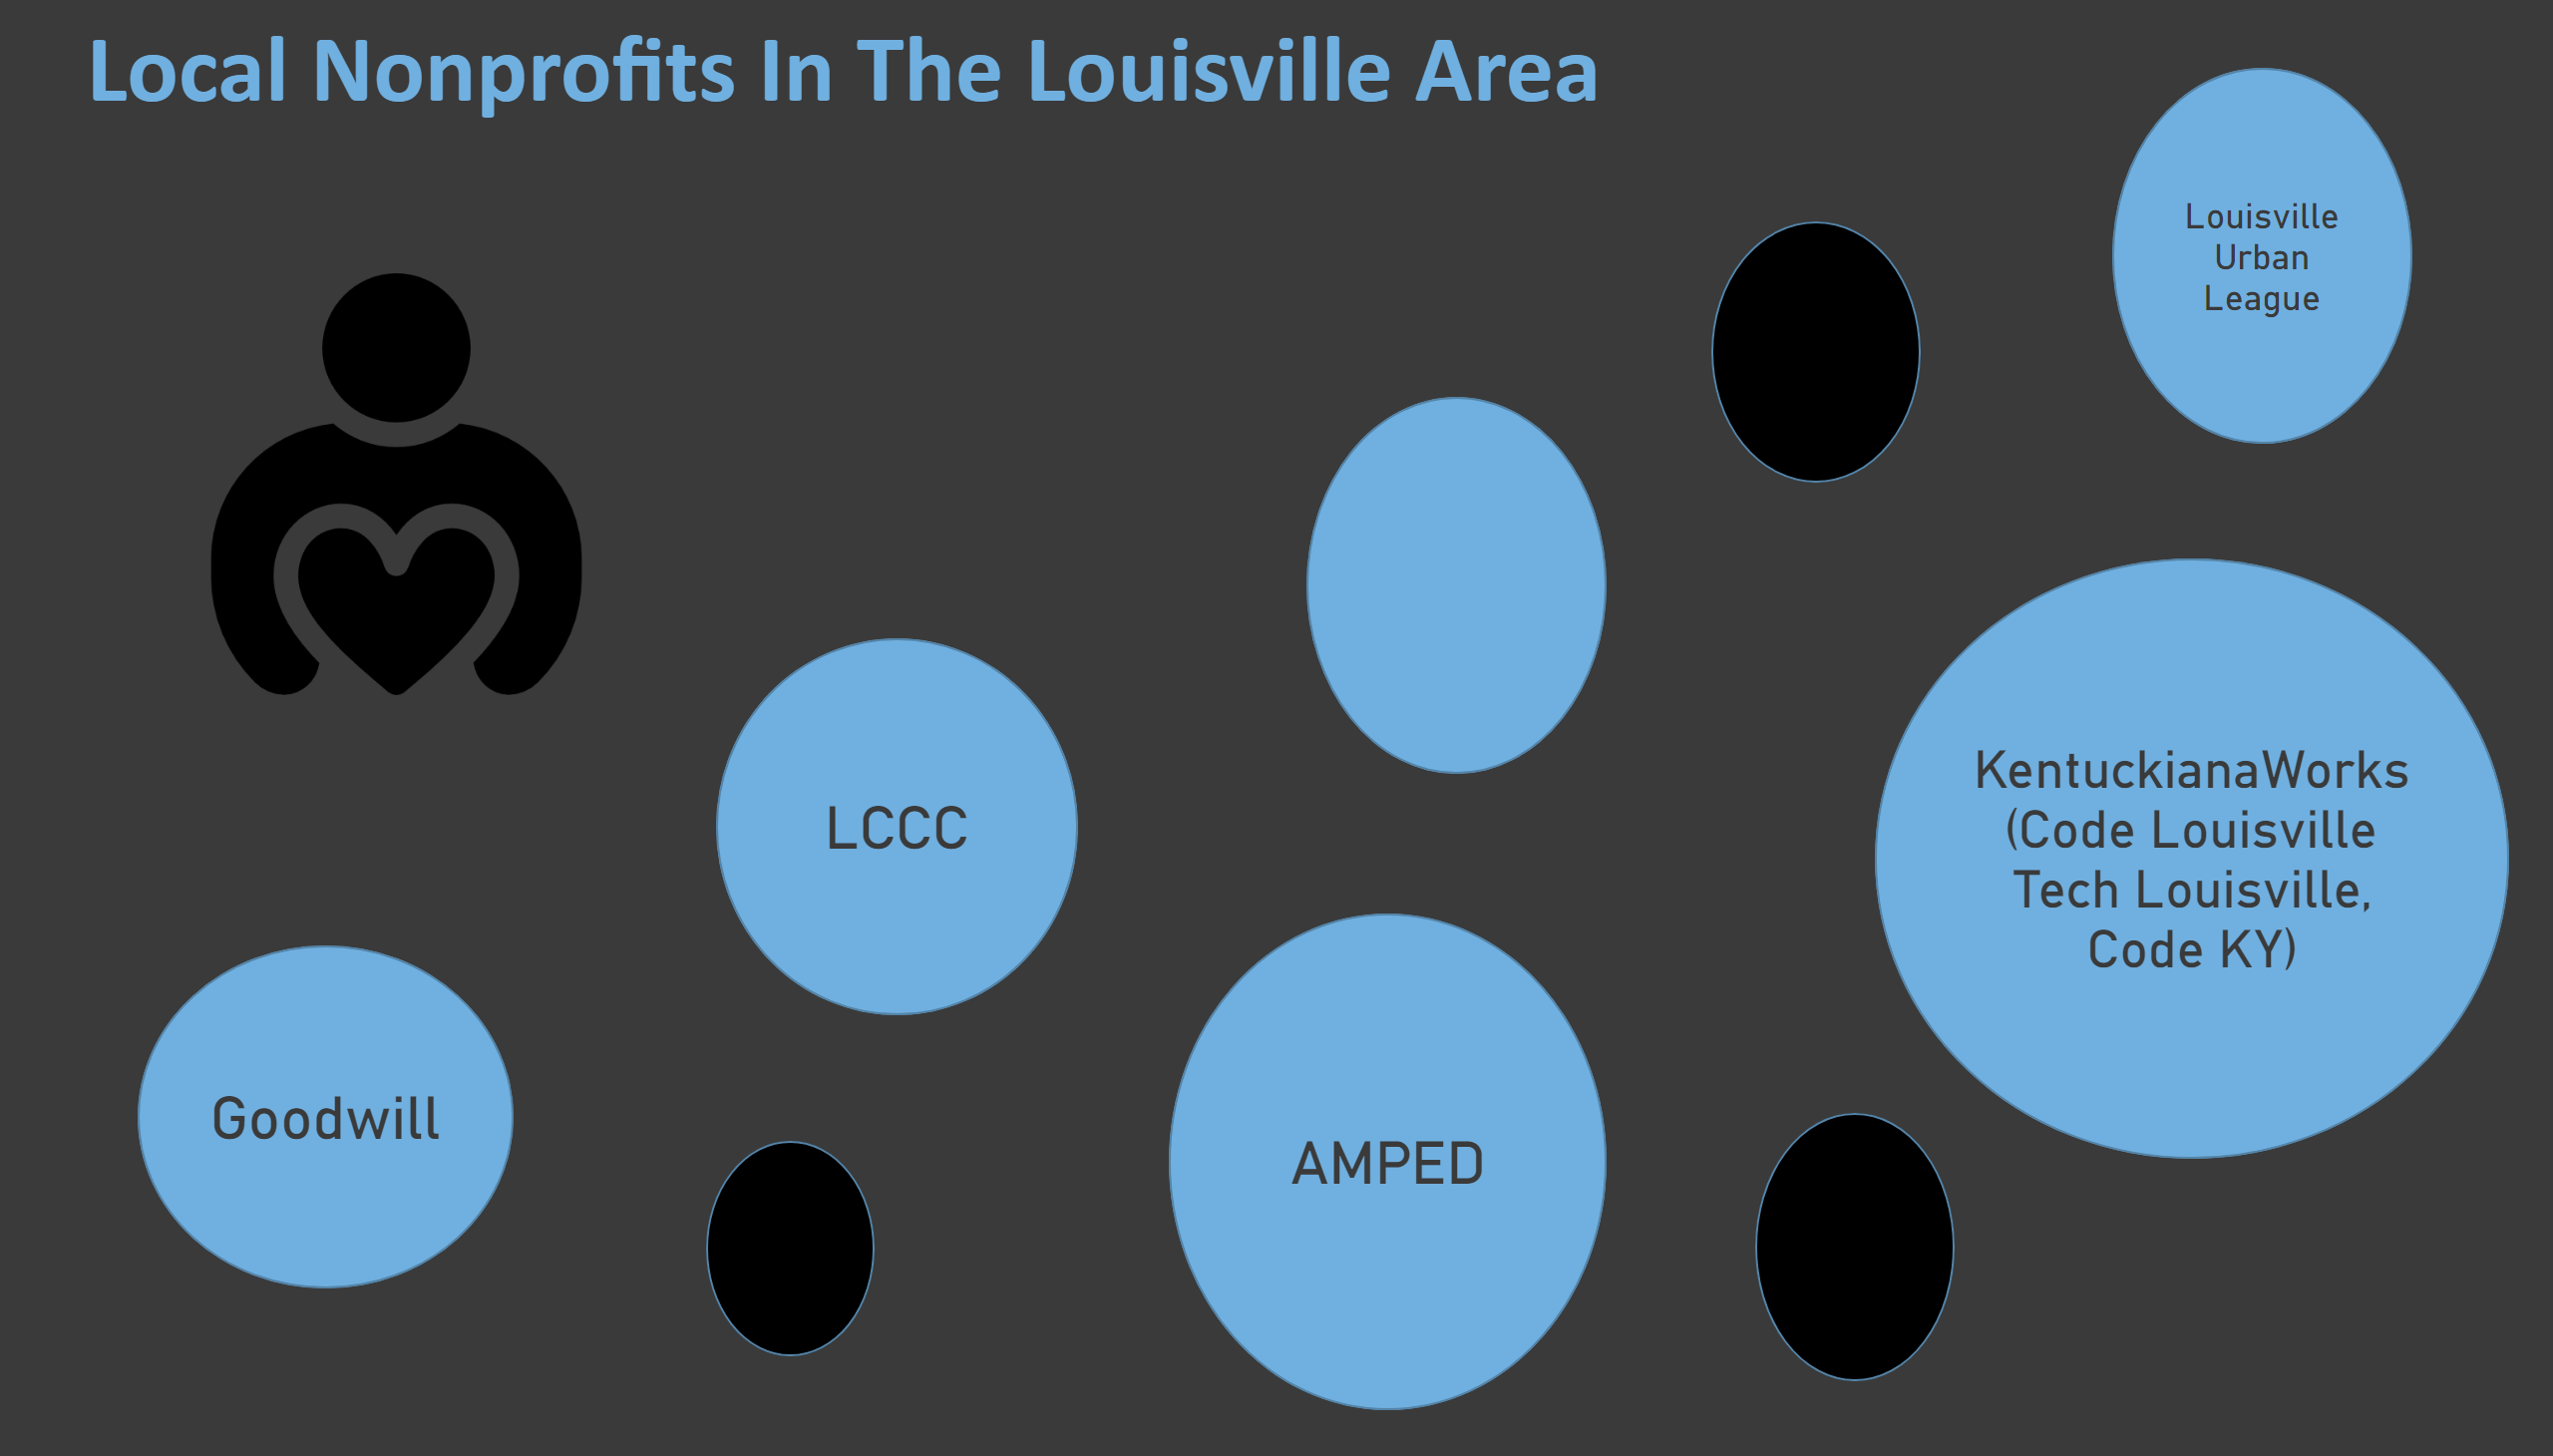 Local Nonprofits In The Louisville Area
Louisville
Urban
League
LCCC
KentuckianaWorks
(Code Louisville
Tech Louisville,
Code KY)
Goodwill
AMPED